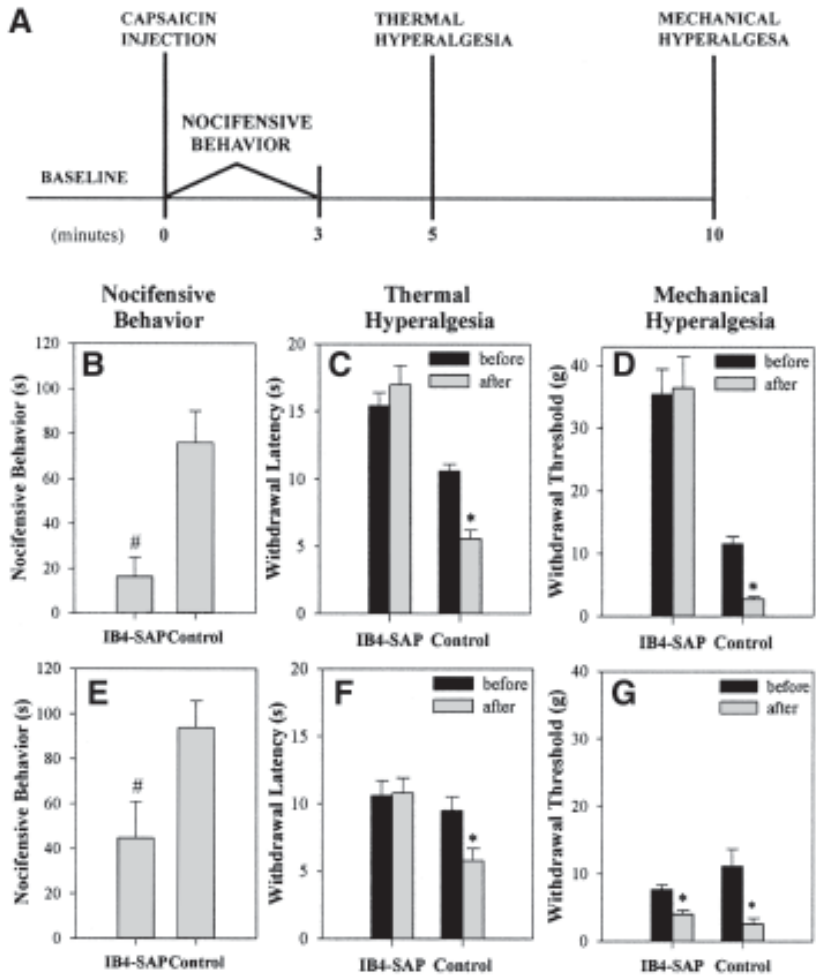 A
CAPSAICIN
INJECTION
THERMAL
HYPERALGESIA
MECHANICAL
HYPERALGESA
NOCIFENSIVE
BEHAVIOR
BASELINE
(minutes)
0
3
5
10
Nocifensive
Behavior
Thermal
Hyperalgesia
Mechanical
Hyperalgesia
B
Nocifensive Behavior (s)
120
100
80
60
40
20
0
#
IB4-SAP Control
C
Withdrawal Latency (s)
20
15
10
5
0
before
after
*
IB4-SAP Control
D
Withdrawal Threshold (g)
40
30
20
10
0
before
after
*
IB4-SAP Control
E
Nocifensive Behavior (s)
120
100
80
60
40
20
0
#
IB4-SAP Control
F
Withdrawal Latency (s)
20
15
10
5
0
before
after
*
IB4-SAP Control
G
Withdrawal Threshold (g)
40
30
20
10
0
before
after
*
*
IB4-SAP Control